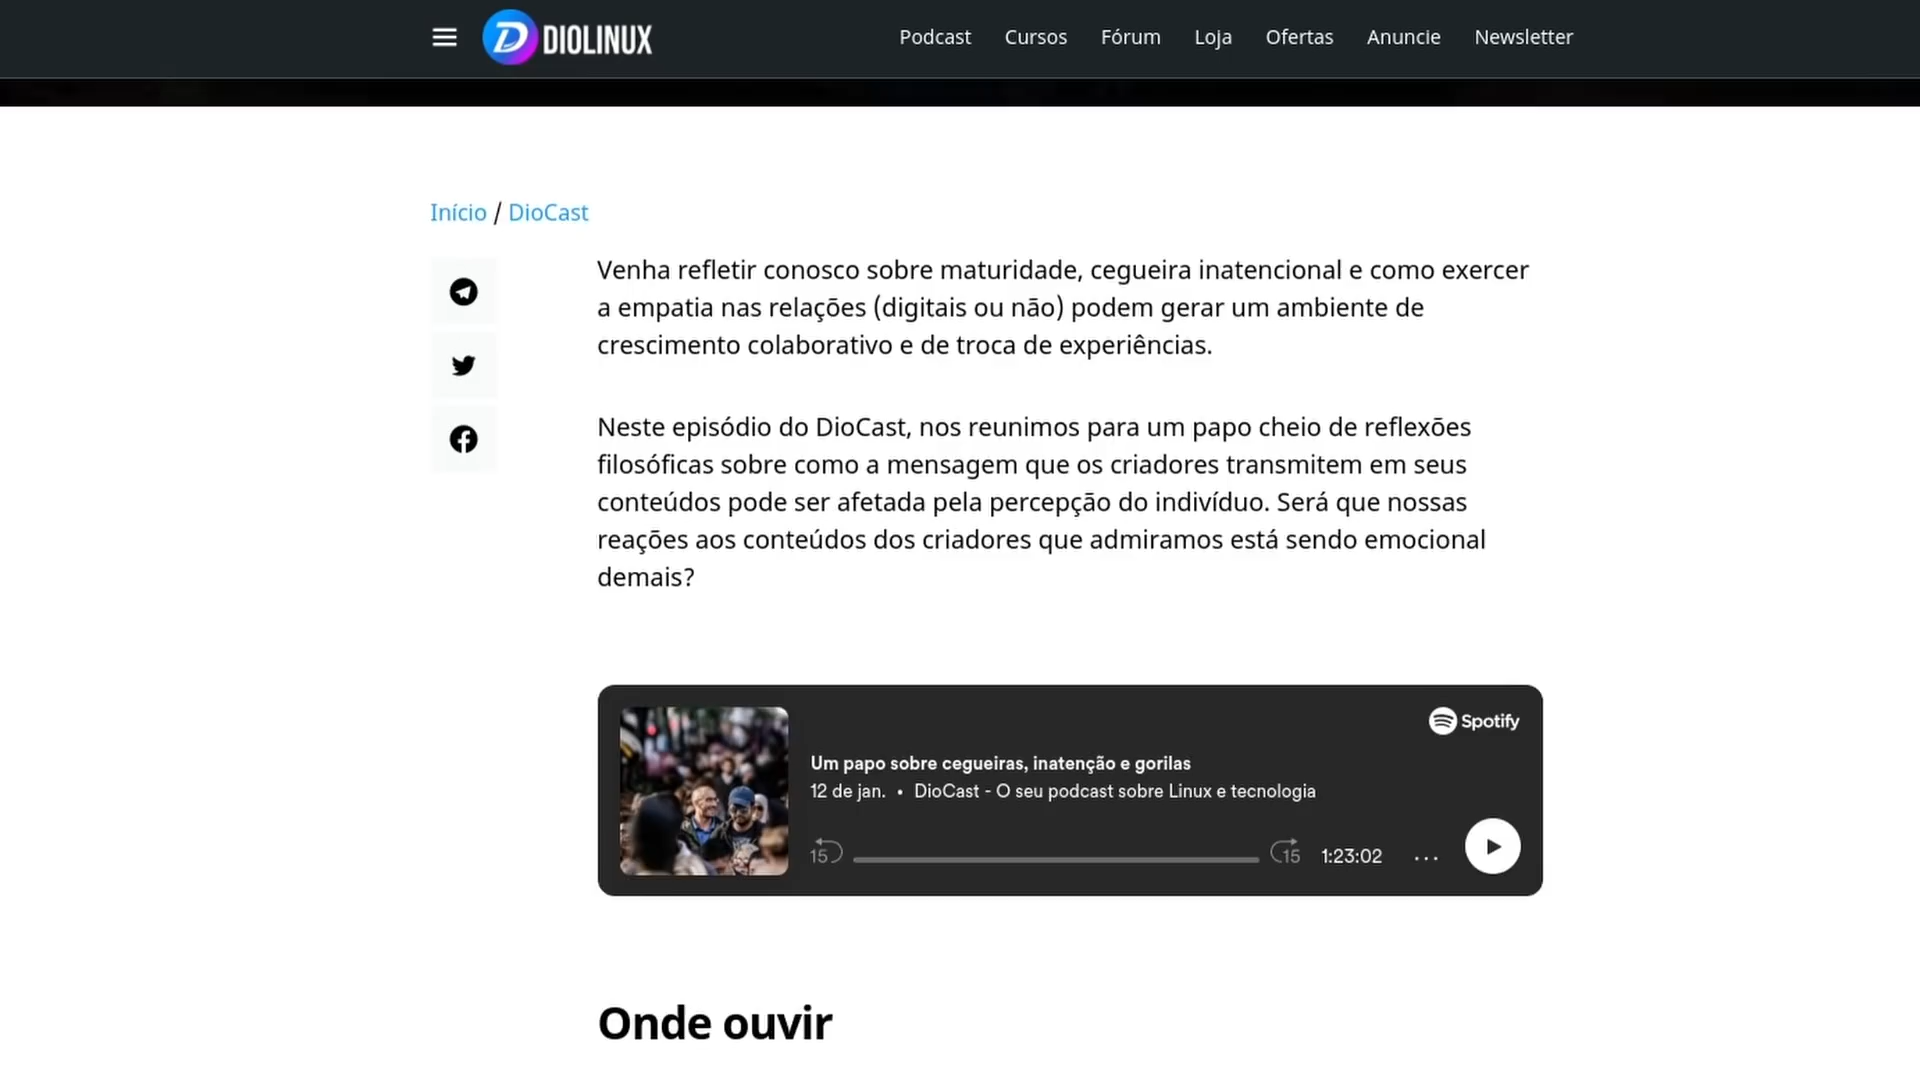 DIOLINUX
Podcast Cursos Fórum Loja Ofertas Anuncie Newsletter
Início / DioCast
Venha refletir conosco sobre maturidade, cegueira inatencional e como exercer
a empatia nas relações (digitais ou não) podem gerar um ambiente de
crescimento colaborativo e de troca de experiências.
Neste episódio do DioCast, nos reunimos para um papo cheio de reflexões
filosóficas sobre como a mensagem que os criadores transmitem em seus
conteúdos pode ser afetada pela percepção do indivíduo. Será que nossas
reações aos conteúdos dos criadores que admiramos está sendo emocional
demais?
Spotify
Um papo sobre cegueiras, inatenção e gorilas
12 de jan. • DioCast - O seu podcast sobre Linux e tecnologia
15 15 1:23:02 ...
Onde ouvir